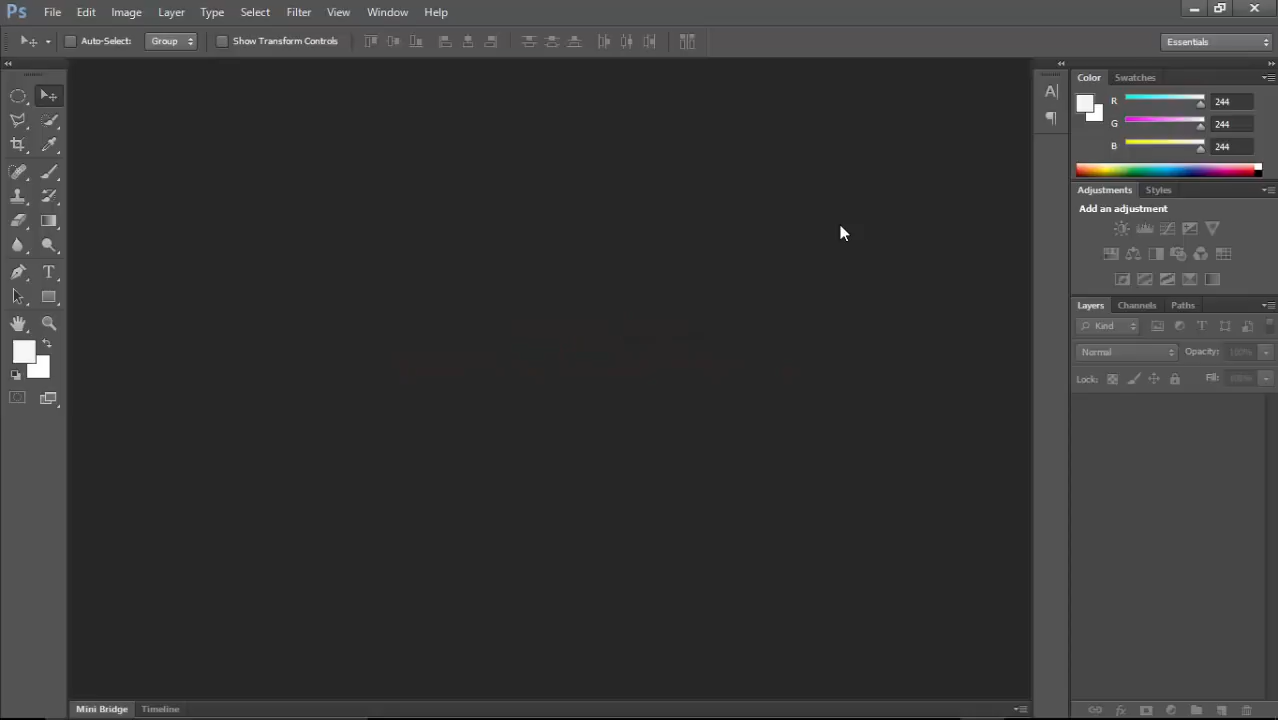 Ps File Edit Image Layer Type Select Filter View Window Help
Auto-Select: Group Show Transform Controls Essentials
Color Swatches
R 244
G 244
B 244
Adjustments Styles
Add an adjustment
Layers Channels Paths
Kind
Normal Opacity: 100%
Lock: Fill: 100%
Mini Bridge Timeline